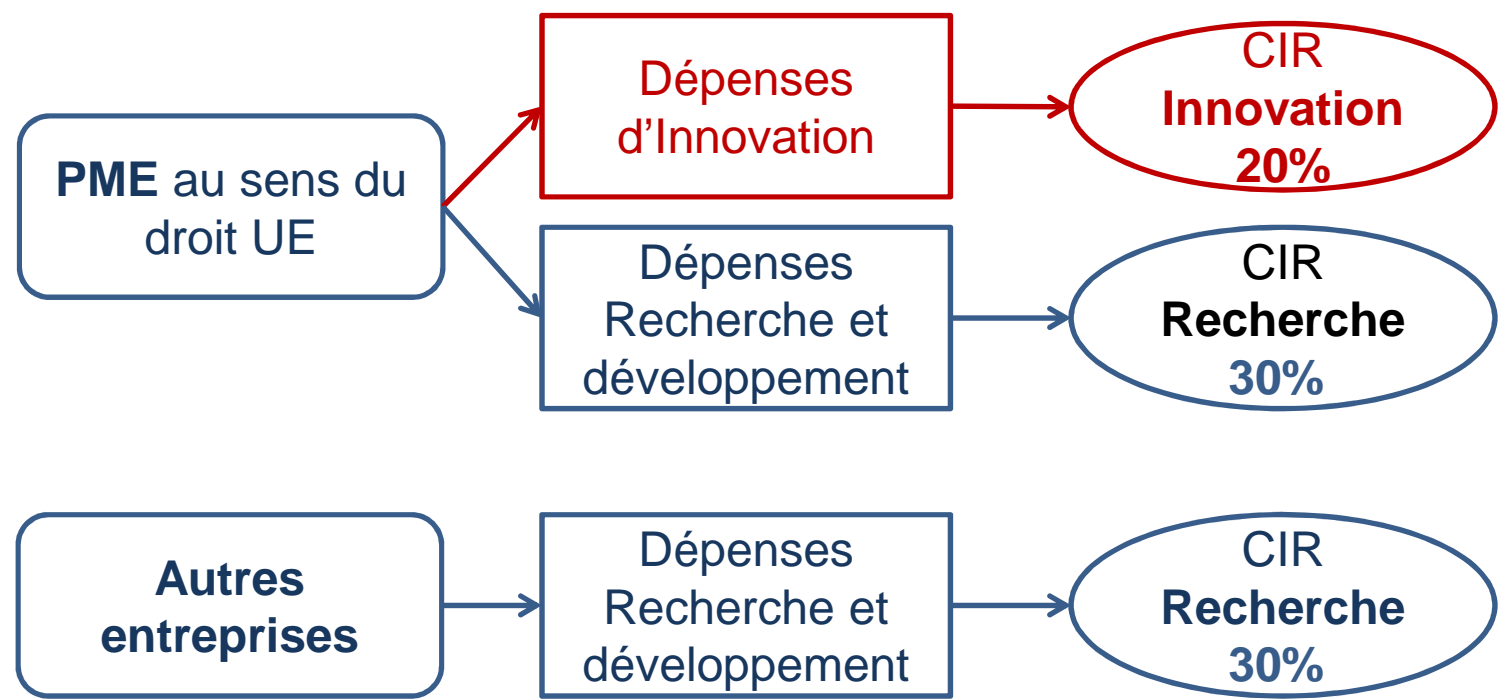 PME au sens du
droit UE
Dépenses
d’Innovation
CIR
Innovation
20%
Dépenses
Recherche et
développement
CIR
Recherche
30%
Autres
entreprises
Dépenses
Recherche et
développement
CIR
Recherche
30%